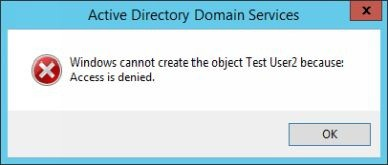 Active Directory Domain Services
Windows cannot create the object Test User2 because:
Access is denied.
OK